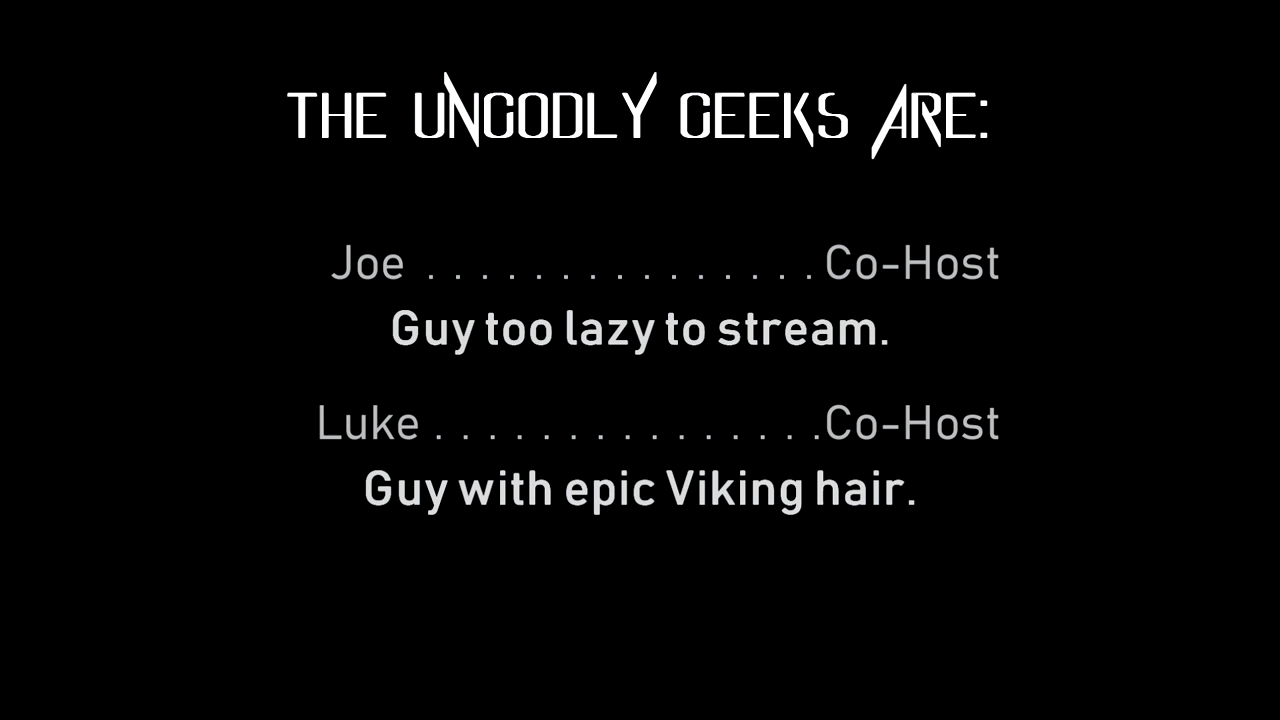 THE UNGODLY GEEKS ARE:
Joe . . . . . . . . . . . . . . . Co-Host
Guy too lazy to stream.
Luke . . . . . . . . . . . . . . .Co-Host
Guy with epic Viking hair.